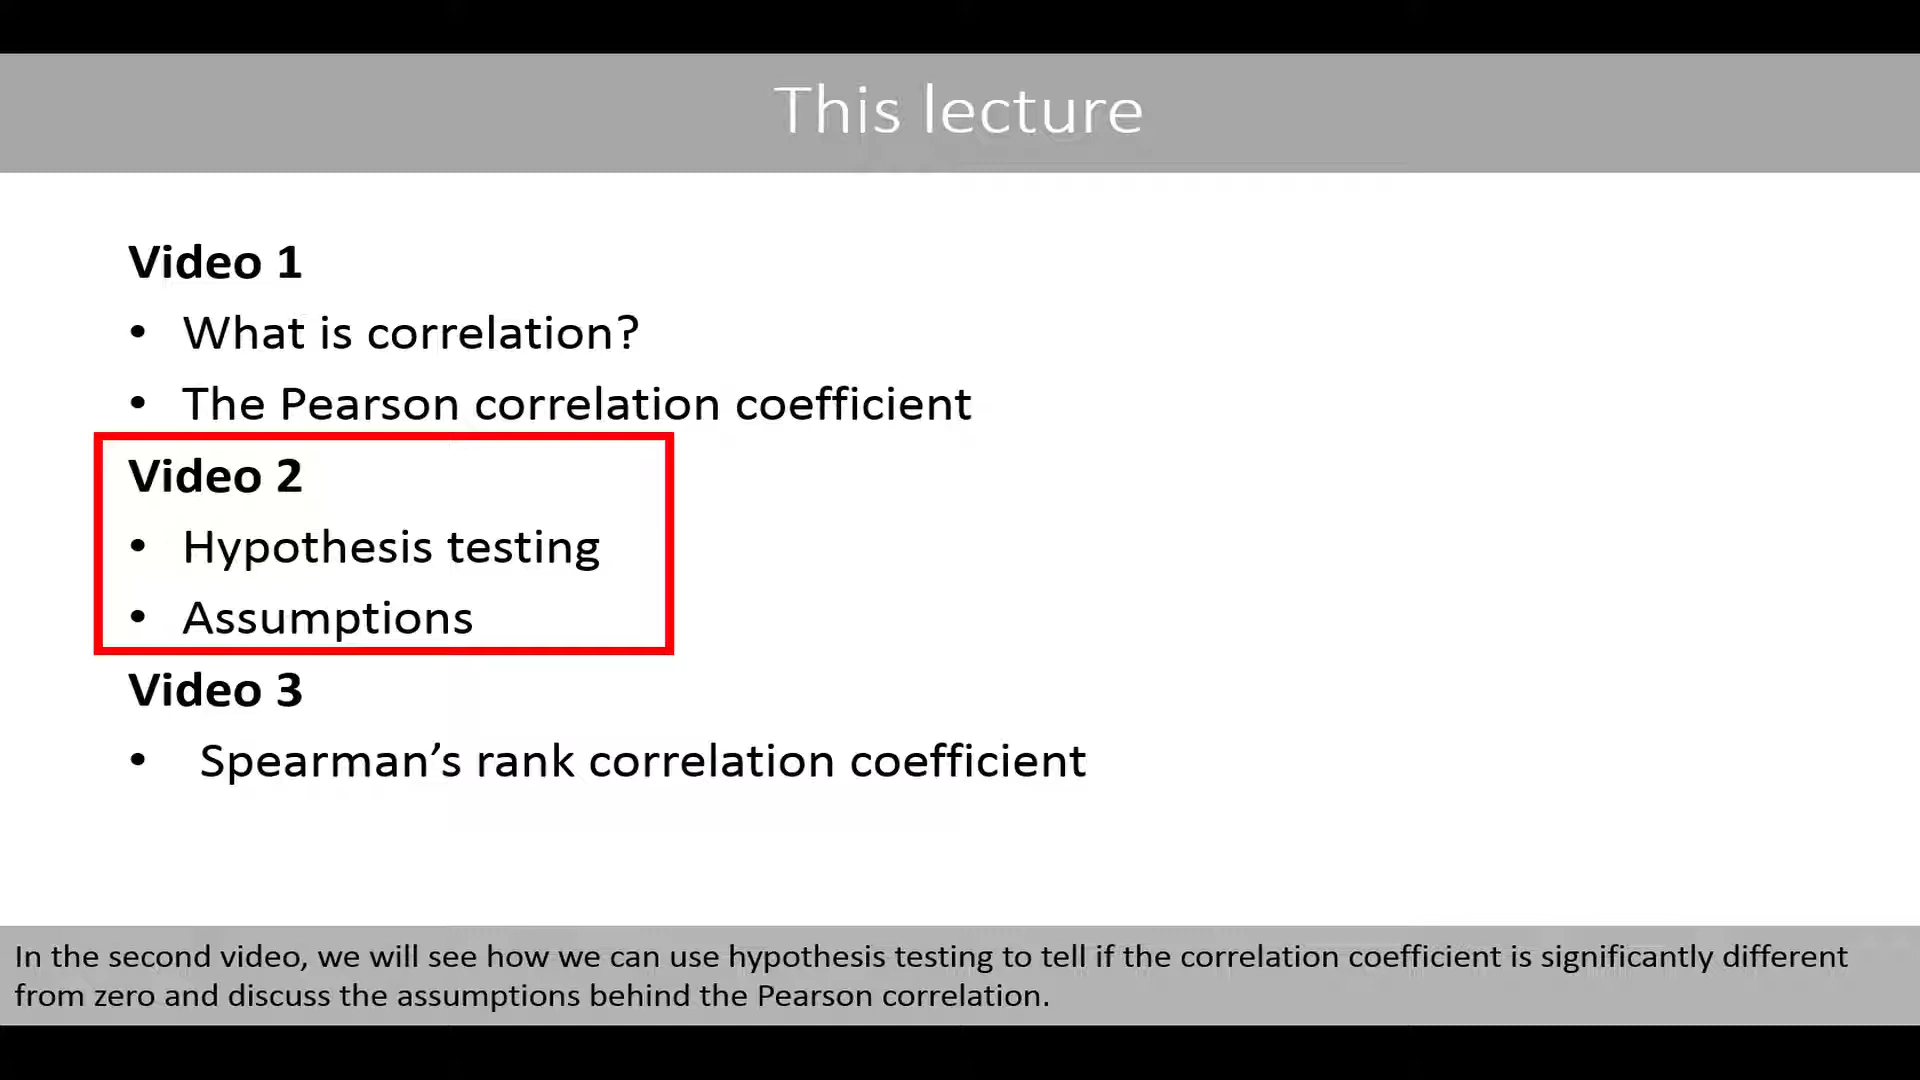 This lecture
Video 1
• What is correlation?
• The Pearson correlation coefficient
Video 2
• Hypothesis testing
• Assumptions
Video 3
• Spearman’s rank correlation coefficient
In the second video, we will see how we can use hypothesis testing to tell if the correlation coefficient is significantly different
from zero and discuss the assumptions behind the Pearson correlation.